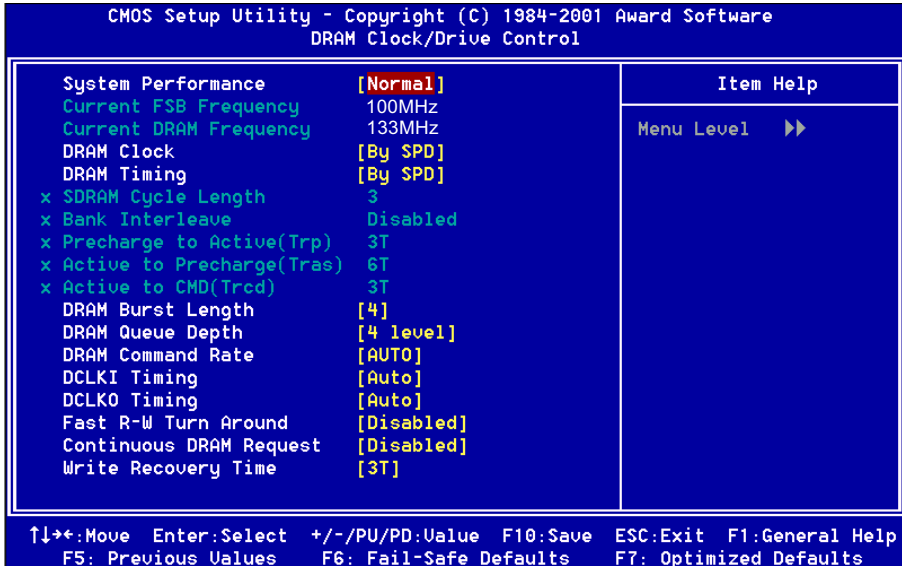 CMOS Setup Utility - Copyright (C) 1984-2001 Award Software
DRAM Clock/Drive Control
System Performance [Normal] Item Help
Current FSB Frequency 100MHz
Current DRAM Frequency 133MHz Menu Level ▶▶
DRAM Clock [By SPD]
DRAM Timing [By SPD]
x SDRAM Cycle Length 3
x Bank Interleave Disabled
x Precharge to Active(Trp) 3T
x Active to Precharge(Tras) 6T
x Active to CMD(Trcd) 3T
DRAM Burst Length [4]
DRAM Queue Depth [4 level]
DRAM Command Rate [AUTO]
DCLKI Timing [Auto]
DCLKO Timing [Auto]
Fast R-W Turn Around [Disabled]
Continuous DRAM Request [Disabled]
Write Recovery Time [3T]
↑↓→←:Move Enter:Select +/-/PU/PD:Value F10:Save ESC:Exit F1:General Help
F5: Previous Values F6: Fail-Safe Defaults F7: Optimized Defaults